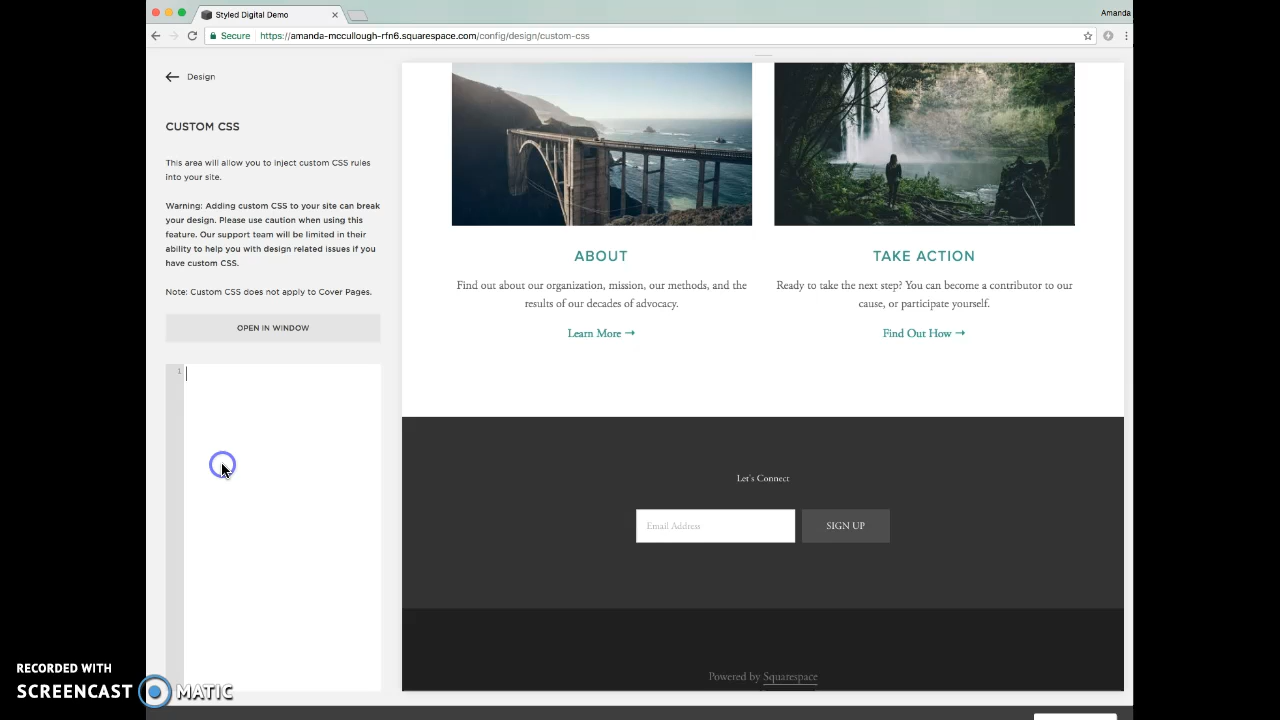 Styled Digital Demo
Amanda
Secure https://amanda-mccullough-rfn6.squarespace.com/config/design/custom-css
Design
CUSTOM CSS
This area will allow you to inject custom CSS rules
into your site.
Warning: Adding custom CSS to your site can break
your design. Please use caution when using this
feature. Our support team will be limited in their
ability to help you with design related issues if you
have custom CSS.
Note: Custom CSS does not apply to Cover Pages.
OPEN IN WINDOW
1
ABOUT
Find out about our organization, mission, our methods, and the
results of our decades of advocacy.
Learn More →
TAKE ACTION
Ready to take the next step? You can become a contributor to our
cause, or participate yourself.
Find Out How →
Let's Connect
Email Address
SIGN UP
Powered by Squarespace
RECORDED WITH
SCREENCAST MATIC